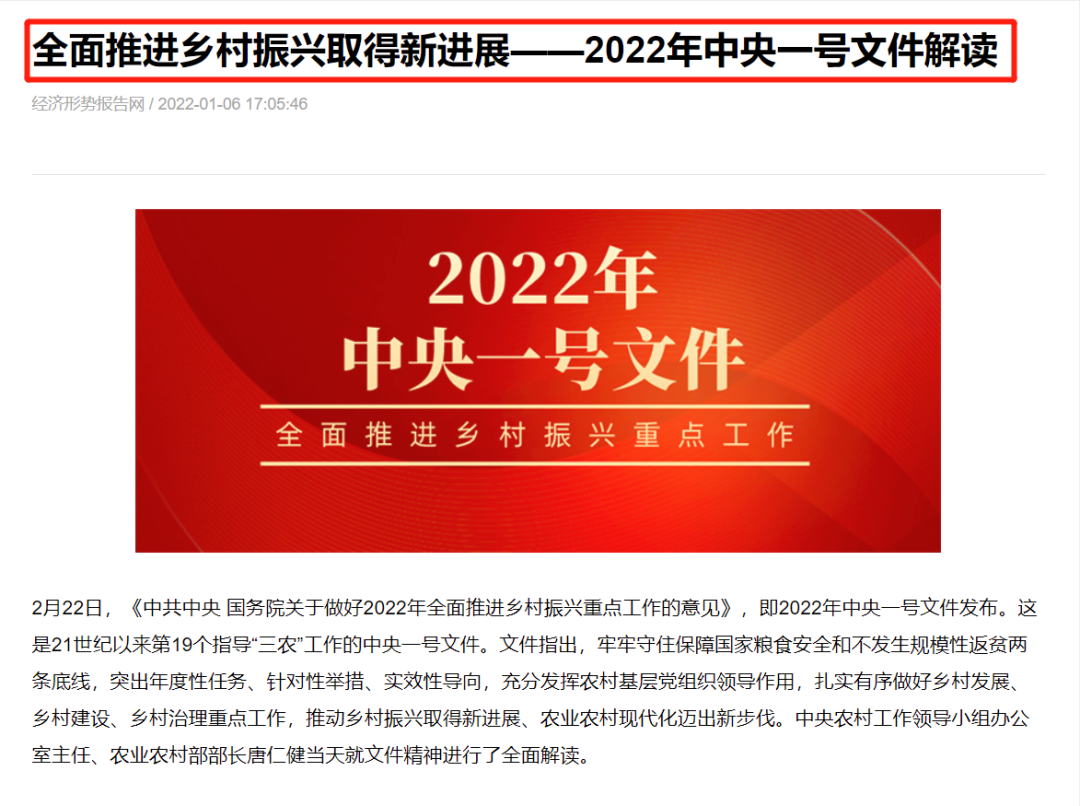 全面推进乡村振兴取得新进展——2022年中央一号文件解读
经济形势报告网 / 2022-01-06 17:05:46
2022年
中央一号文件
全面推进乡村振兴重点工作
2月22日，《中共中央 国务院关于做好2022年全面推进乡村振兴重点工作的意见》，即2022年中央一号文件发布。这
是21世纪以来第19个指导“三农”工作的中央一号文件。文件指出，牢牢守住保障国家粮食安全和不发生规模性返贫两
条底线，突出年度性任务、针对性举措、实效性导向，充分发挥农村基层党组织领导作用，扎实有序做好乡村发展、
乡村建设、乡村治理重点工作，推动乡村振兴取得新进展、农业农村现代化迈出新步伐。中央农村工作领导小组办公
室主任、农业农村部部长唐仁健当天就文件精神进行了全面解读。